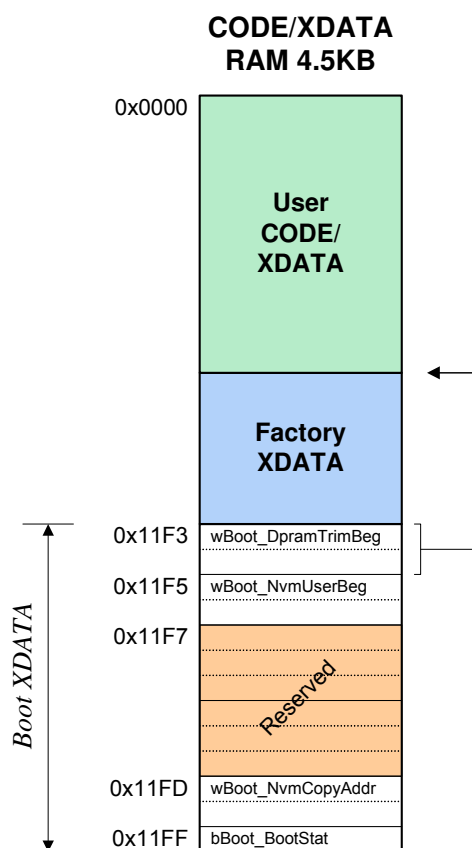 CODE/XDATA
RAM 4.5KB
0x0000
User
CODE/
XDATA
Factory
XDATA
0x11F3
wBoot_DpramTrimBeg
0x11F5
wBoot_NvmUserBeg
0x11F7
Reserved
Boot XDATA
0x11FD
wBoot_NvmCopyAddr
0x11FF
bBoot_BootStat